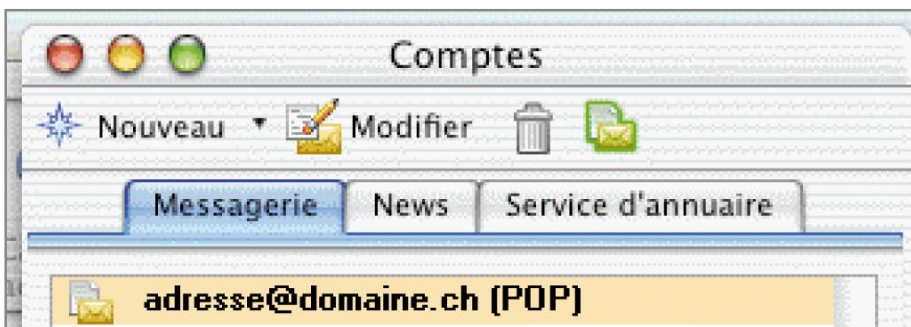 Comptes
Nouveau Modifier
Messagerie News Service d'annuaire
adresse@domaine.ch (POP)